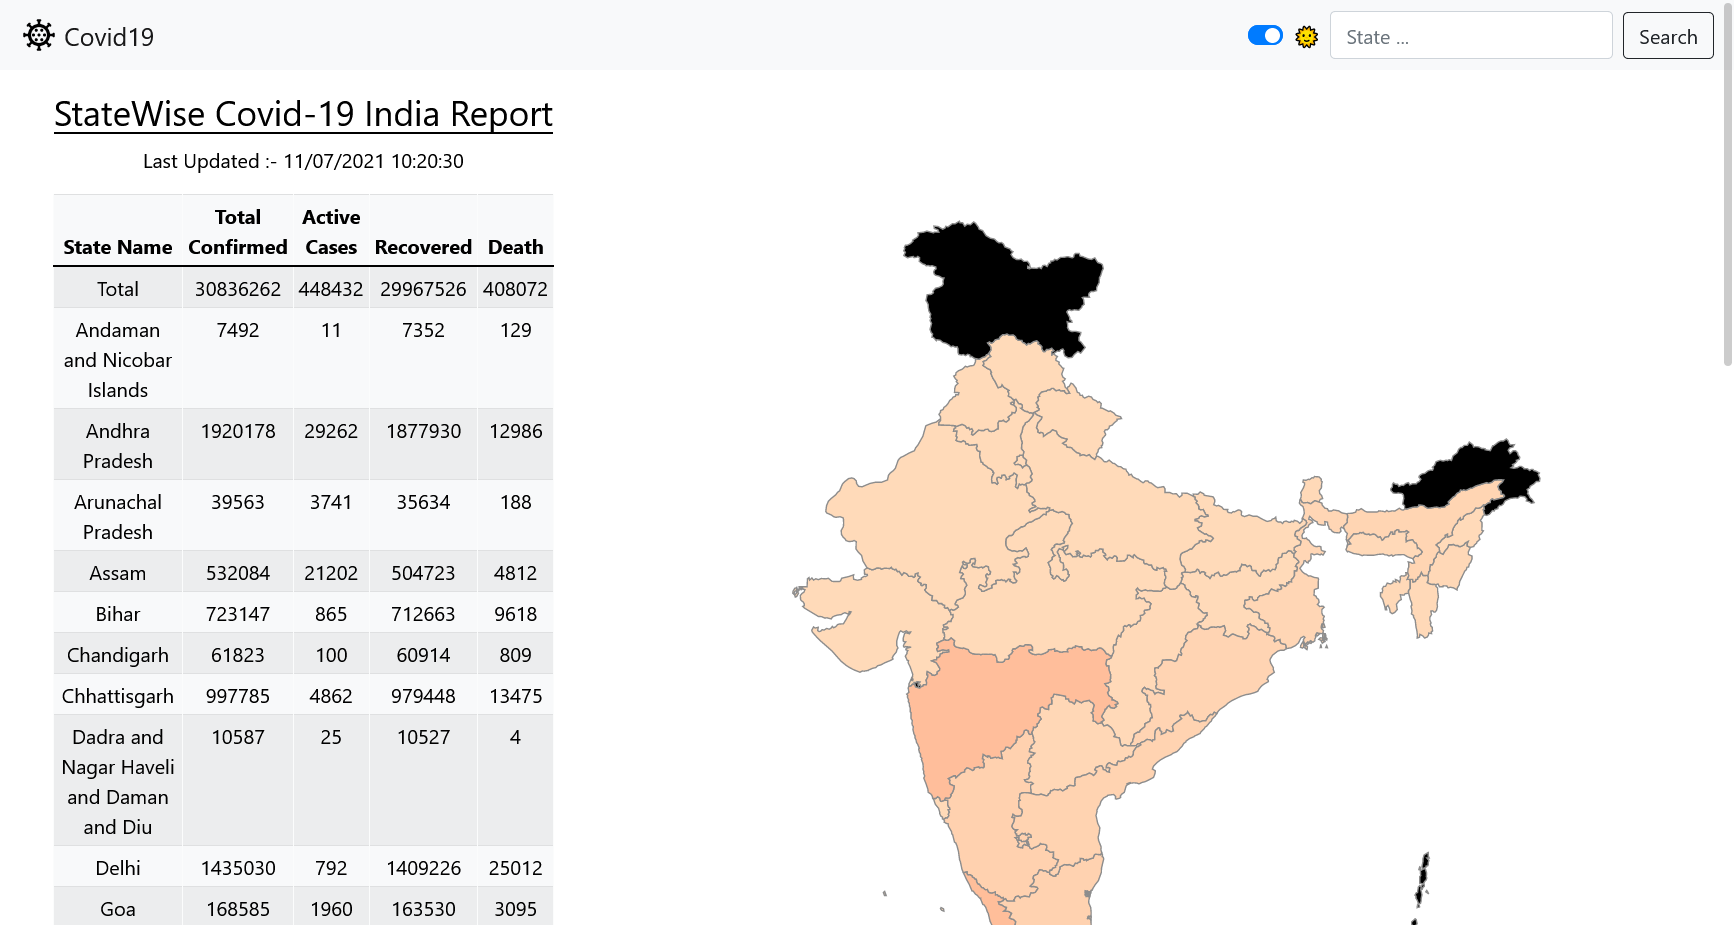 Covid19
State ...
Search
StateWise Covid-19 India Report
Last Updated :- 11/07/2021 10:20:30
State Name Total Confirmed Active Cases Recovered Death
Total 30836262 448432 29967526 408072
Andaman and Nicobar Islands 7492 11 7352 129
Andhra Pradesh 1920178 29262 1877930 12986
Arunachal Pradesh 39563 3741 35634 188
Assam 532084 21202 504723 4812
Bihar 723147 865 712663 9618
Chandigarh 61823 100 60914 809
Chhattisgarh 997785 4862 979448 13475
Dadra and Nagar Haveli and Daman and Diu 10587 25 10527 4
Delhi 1435030 792 1409226 25012
Goa 168585 1960 163530 3095